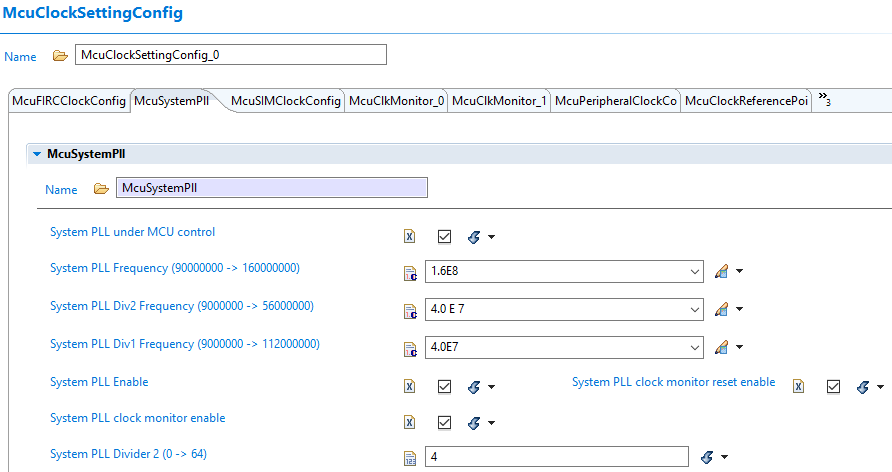 McuClockSettingConfig
Name McuClockSettingConfig_0
McuFIRCClockConfig McuSystemPll McuSIMClockConfig McuClkMonitor_0 McuClkMonitor_1 McuPeripheralClockCo McuClockReferencePoi »3
McuSystemPll
Name McuSystemPll
System PLL under MCU control
System PLL Frequency (90000000 -> 160000000) 1.6E8
System PLL Div2 Frequency (9000000 -> 56000000) 4.0 E 7
System PLL Div1 Frequency (9000000 -> 112000000) 4.0E7
System PLL Enable System PLL clock monitor reset enable
System PLL clock monitor enable
System PLL Divider 2 (0 -> 64) 4